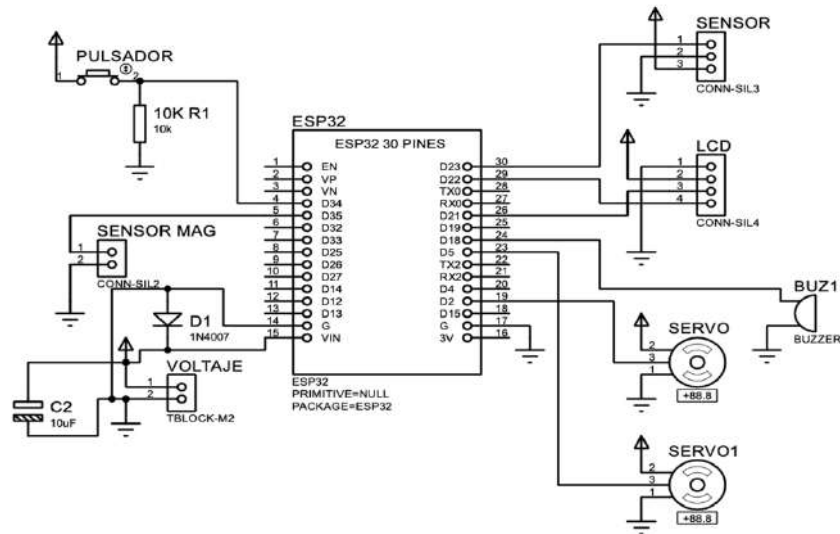 SENSOR
1
2
3
CONN-SIL3
PULSADOR
1
2
10K R1
10k
ESP32
ESP32 30 PINES
1 EN
2 VP
3 VN
4 D34
5 D35
6 D32
7 D33
8 D25
9 D26
10 D27
11 D14
12 D12
13 D13
14 G
15 VIN
D23 30
D22 29
TX0 28
RX0 27
D21 26
D19 25
D18 24
D5 23
TX2 22
RX2 21
D4 20
D2 19
D15 18
G 17
3V 16
ESP32
PRIMITIVE=NULL
PACKAGE=ESP32
LCD
1
2
3
4
CONN-SIL4
SENSOR MAG
1
2
CONN-SIL2
D1
1N4007
VOLTAJE
1
2
TBLOCK-M2
C2
10uF
BUZ1
BUZZER
SERVO
2
3
1
+88.8
SERVO1
2
3
1
+88.8